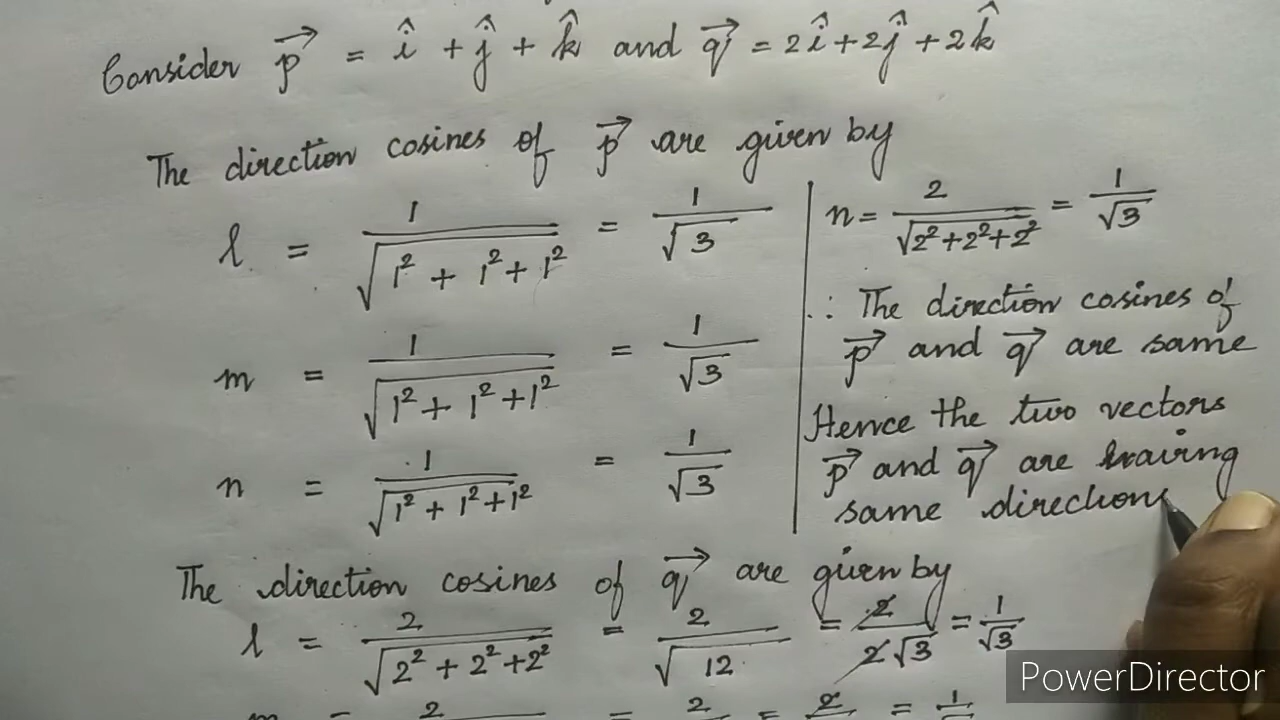 Consider p⃗ = î + ĵ + k̂ and q⃗ = 2î + 2ĵ + 2k̂
The direction cosines of p⃗ are given by
l = 1/√(1² + 1² + 1²) = 1/√3
m = 1/√(1² + 1² + 1²) = 1/√3
n = 1/√(1² + 1² + 1²) = 1/√3
The direction cosines of q⃗ are given by
l = 2/√(2² + 2² + 2²) = 2/√12 = 2/2√3 = 1/√3
n = 2/√(2² + 2² + 2²) = 1/√3
∴ The direction cosines of
p⃗ and q⃗ are same
Hence the two vectors
p⃗ and q⃗ are having
same directions
PowerDirector